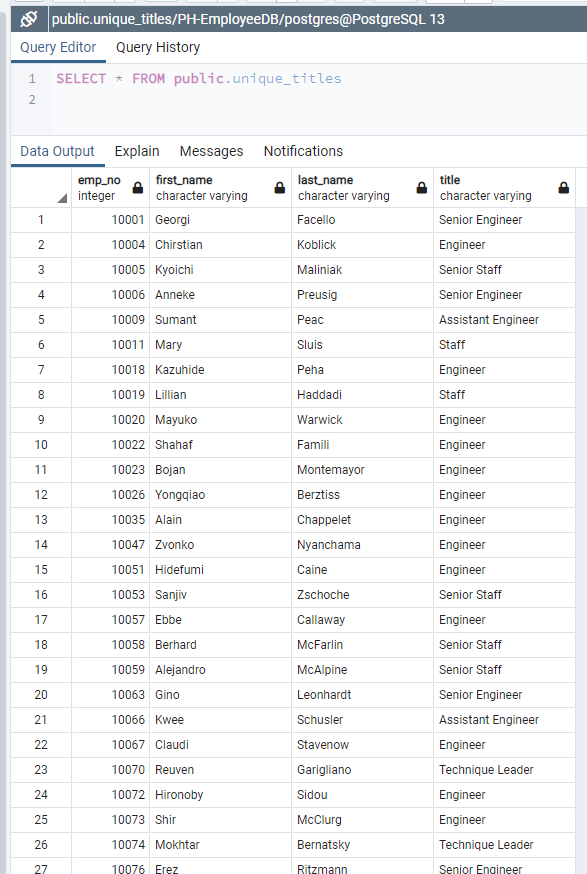 public.unique_titles/PH-EmployeeDB/postgres@PostgreSQL 13
Query Editor Query History
1 SELECT * FROM public.unique_titles
2
Data Output Explain Messages Notifications
emp_no first_name last_name title
integer character varying character varying character varying
1 10001 Georgi Facello Senior Engineer
2 10004 Chirstian Koblick Engineer
3 10005 Kyoichi Maliniak Senior Staff
4 10006 Anneke Preusig Senior Engineer
5 10009 Sumant Peac Assistant Engineer
6 10011 Mary Sluis Staff
7 10018 Kazuhide Peha Engineer
8 10019 Lillian Haddadi Staff
9 10020 Mayuko Warwick Engineer
10 10022 Shahaf Famili Engineer
11 10023 Bojan Montemayor Engineer
12 10026 Yongqiao Berztiss Engineer
13 10035 Alain Chappelet Engineer
14 10047 Zvonko Nyanchama Engineer
15 10051 Hidefumi Caine Engineer
16 10053 Sanjiv Zschoche Senior Staff
17 10057 Ebbe Callaway Engineer
18 10058 Berhard McFarlin Senior Staff
19 10059 Alejandro McAlpine Senior Staff
20 10063 Gino Leonhardt Senior Engineer
21 10066 Kwee Schusler Assistant Engineer
22 10067 Claudi Stavenow Engineer
23 10070 Reuven Garigliano Technique Leader
24 10072 Hironoby Sidou Engineer
25 10073 Shir McClurg Engineer
26 10074 Mokhtar Bernatsky Technique Leader
27 10076 Erez Ritzmann Senior Engineer